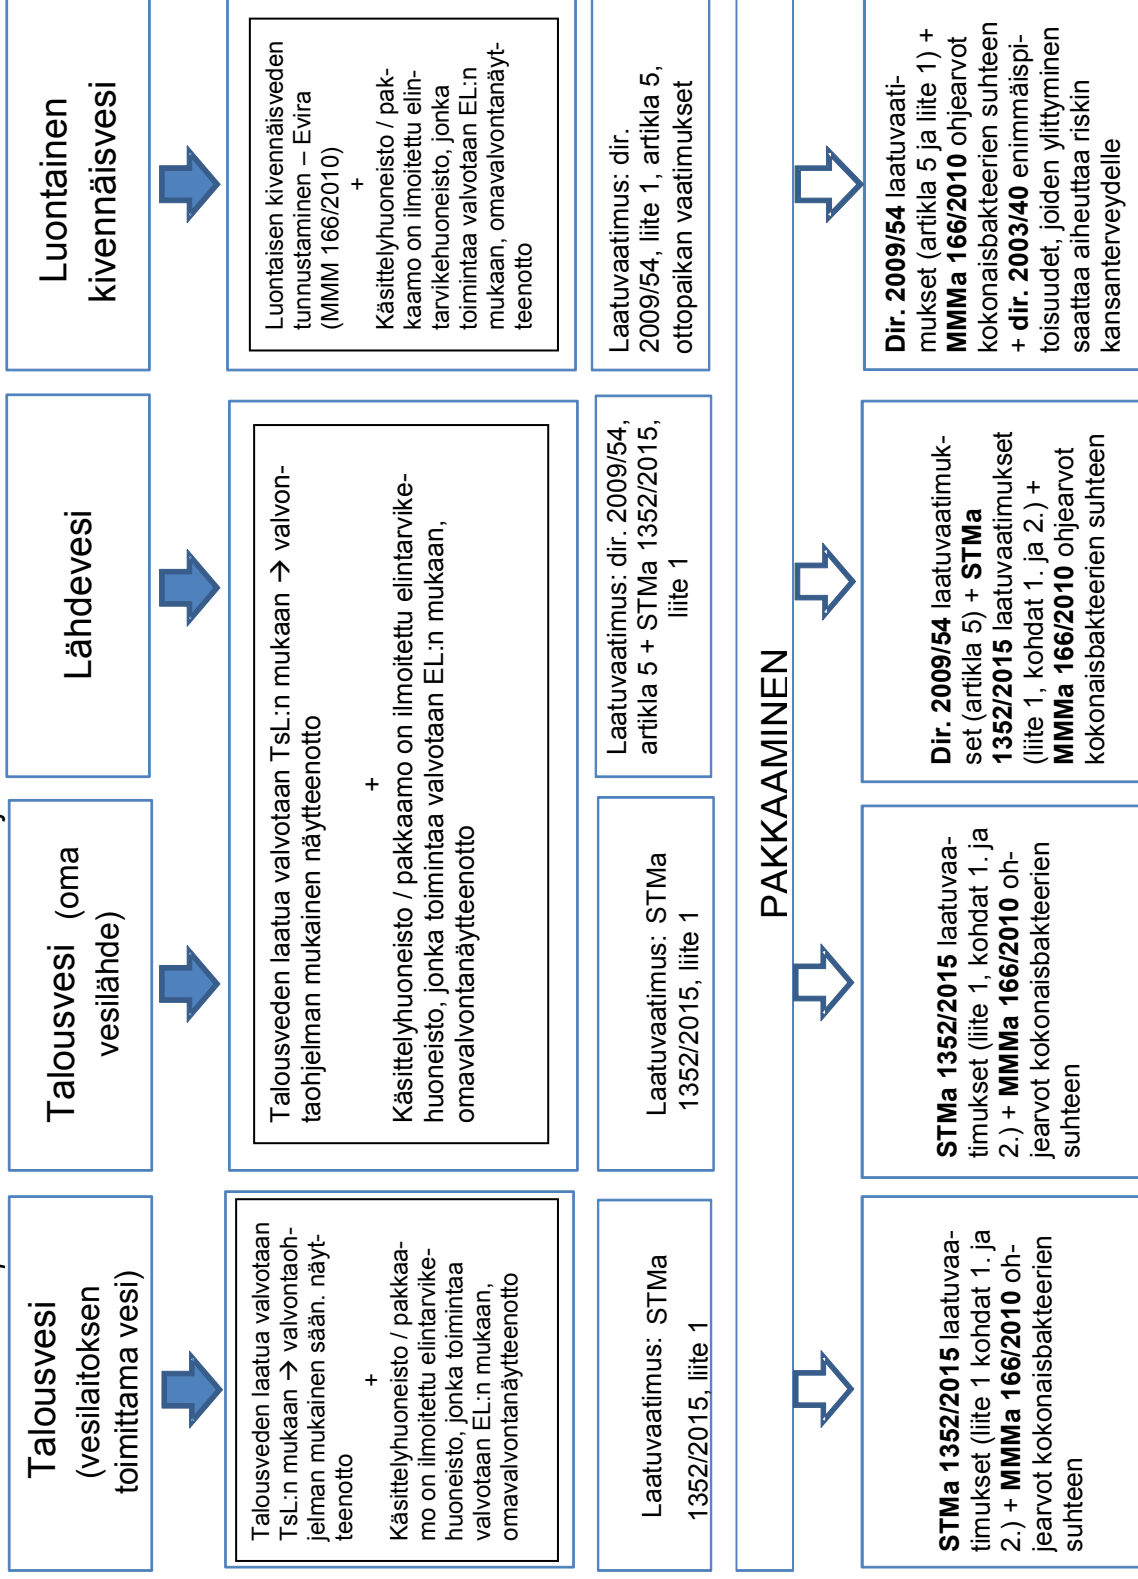 Talousvesi
(vesilaitoksen
toimittama vesi)
Talousvesi (oma
vesilähde)
Lähdevesi
Luontainen
kivennäisvesi
Talousveden laatua valvotaan
TsL:n mukaan → valvontaoh-
jelman mukainen sään. näyt-
teenotto
+
Käsittelyhuoneisto / pakkaa-
mo on ilmoitettu elintarvike-
huoneisto, jonka toimintaa
valvotaan EL:n mukaan,
omavalvontanäytteenotto
Talousveden laatua valvotaan TsL:n mukaan → valvon-
taohjelman mukainen näytteenotto
+
Käsittelyhuoneisto / pakkaamo on ilmoitettu elintarvike-
huoneisto, jonka toimintaa valvotaan EL:n mukaan,
omavalvontanäytteenotto
Luontaisen kivennäisveden
tunnustaminen – Evira
(MMM 166/2010)
+
Käsittelyhuoneisto / pak-
kaamo on ilmoitettu elin-
tarvikehuoneisto, jonka
toimintaa valvotaan EL:n
mukaan, omavalvontanäyt-
teenotto
Laatuvaatimus: STMa
1352/2015, liite 1
Laatuvaatimus: STMa
1352/2015, liite 1
Laatuvaatimus: dir. 2009/54,
artikla 5 + STMa 1352/2015,
liite 1
Laatuvaatimus: dir.
2009/54, liite 1, artikla 5,
ottopaikan vaatimukset
PAKKAAMINEN
STMa 1352/2015 laatuvaa-
timukset (liite 1 kohdat 1. ja
2.) + MMMa 166/2010 oh-
jearvot kokonaisbakteerien
suhteen
STMa 1352/2015 laatuvaa-
timukset (liite 1, kohdat 1. ja
2.) + MMMa 166/2010 oh-
jearvot kokonaisbakteerien
suhteen
Dir. 2009/54 laatuvaatimuk-
set (artikla 5) + STMa
1352/2015 laatuvaatimukset
(liite 1, kohdat 1. ja 2.) +
MMMa 166/2010 ohjearvot
kokonaisbakteerien suhteen
Dir. 2009/54 laatuvaati-
mukset (artikla 5 ja liite 1) +
MMMa 166/2010 ohjearvot
kokonaisbakteerien suhteen
+ dir. 2003/40 enimmäispi-
toisuudet, joiden ylittyminen
saattaa aiheuttaa riskin
kansanterveydelle